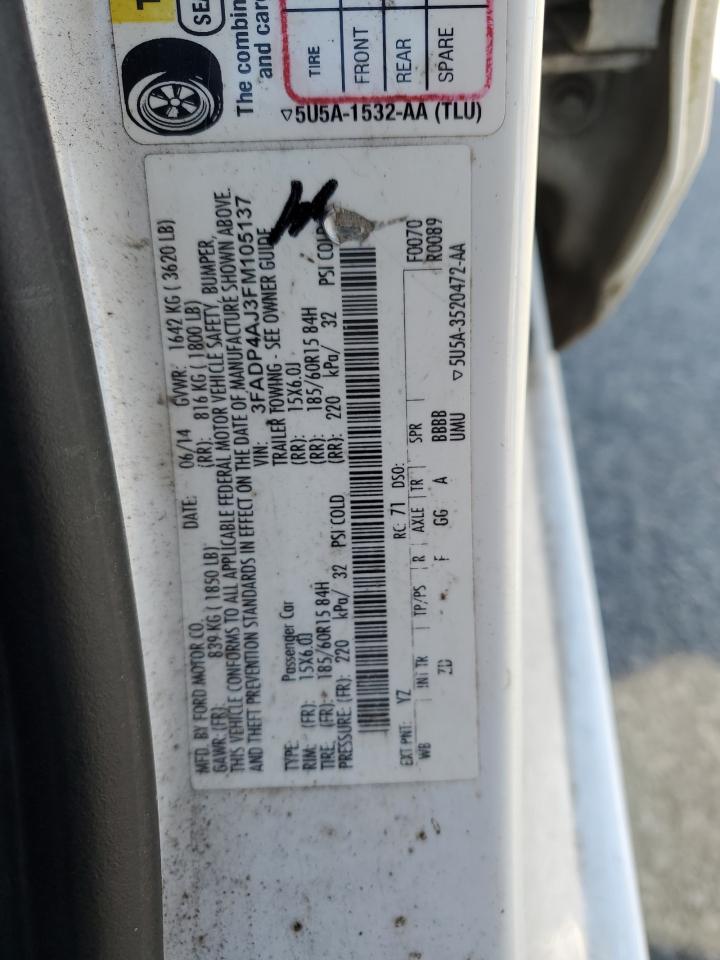 T
SEA
The combin
and carg
TIRE
FRONT
REAR
SPARE
▽5U5A-1532-AA (TLU)
MFD. BY FORD MOTOR CO. DATE: 06/14 GVWR: 1642 KG ( 3620 LB)
GAWR: (FR): 839 KG ( 1850 LB) (RR): 816 KG ( 1800 LB)
THIS VEHICLE CONFORMS TO ALL APPLICABLE FEDERAL MOTOR VEHICLE SAFETY, BUMPER,
AND THEFT PREVENTION STANDARDS IN EFFECT ON THE DATE OF MANUFACTURE SHOWN ABOVE.
VIN: 3FADP4AJ3FM105137
TYPE: Passenger Car TRAILER TOWING - SEE OWNER GUIDE
RIM: (FR): 15X6.0J (RR): 15X6.0J
TIRE: (FR): 185/60R15 84H (RR): 185/60R15 84H
PRESSURE: (FR): 220 kPa/ 32 PSI COLD (RR): 220 kPa/ 32 PSI COLD
EXT PNT: YZ RC: 71 DSO: F0070
WB INT TR TP/PS R AXLE TR SPR R0089
ZD F GG A BBBB
UMU
▽5U5A-3520472-AA